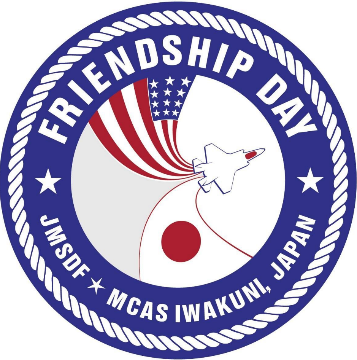 FRIENDSHIP DAY
JMSDF ★ MCAS IWAKUNI, JAPAN